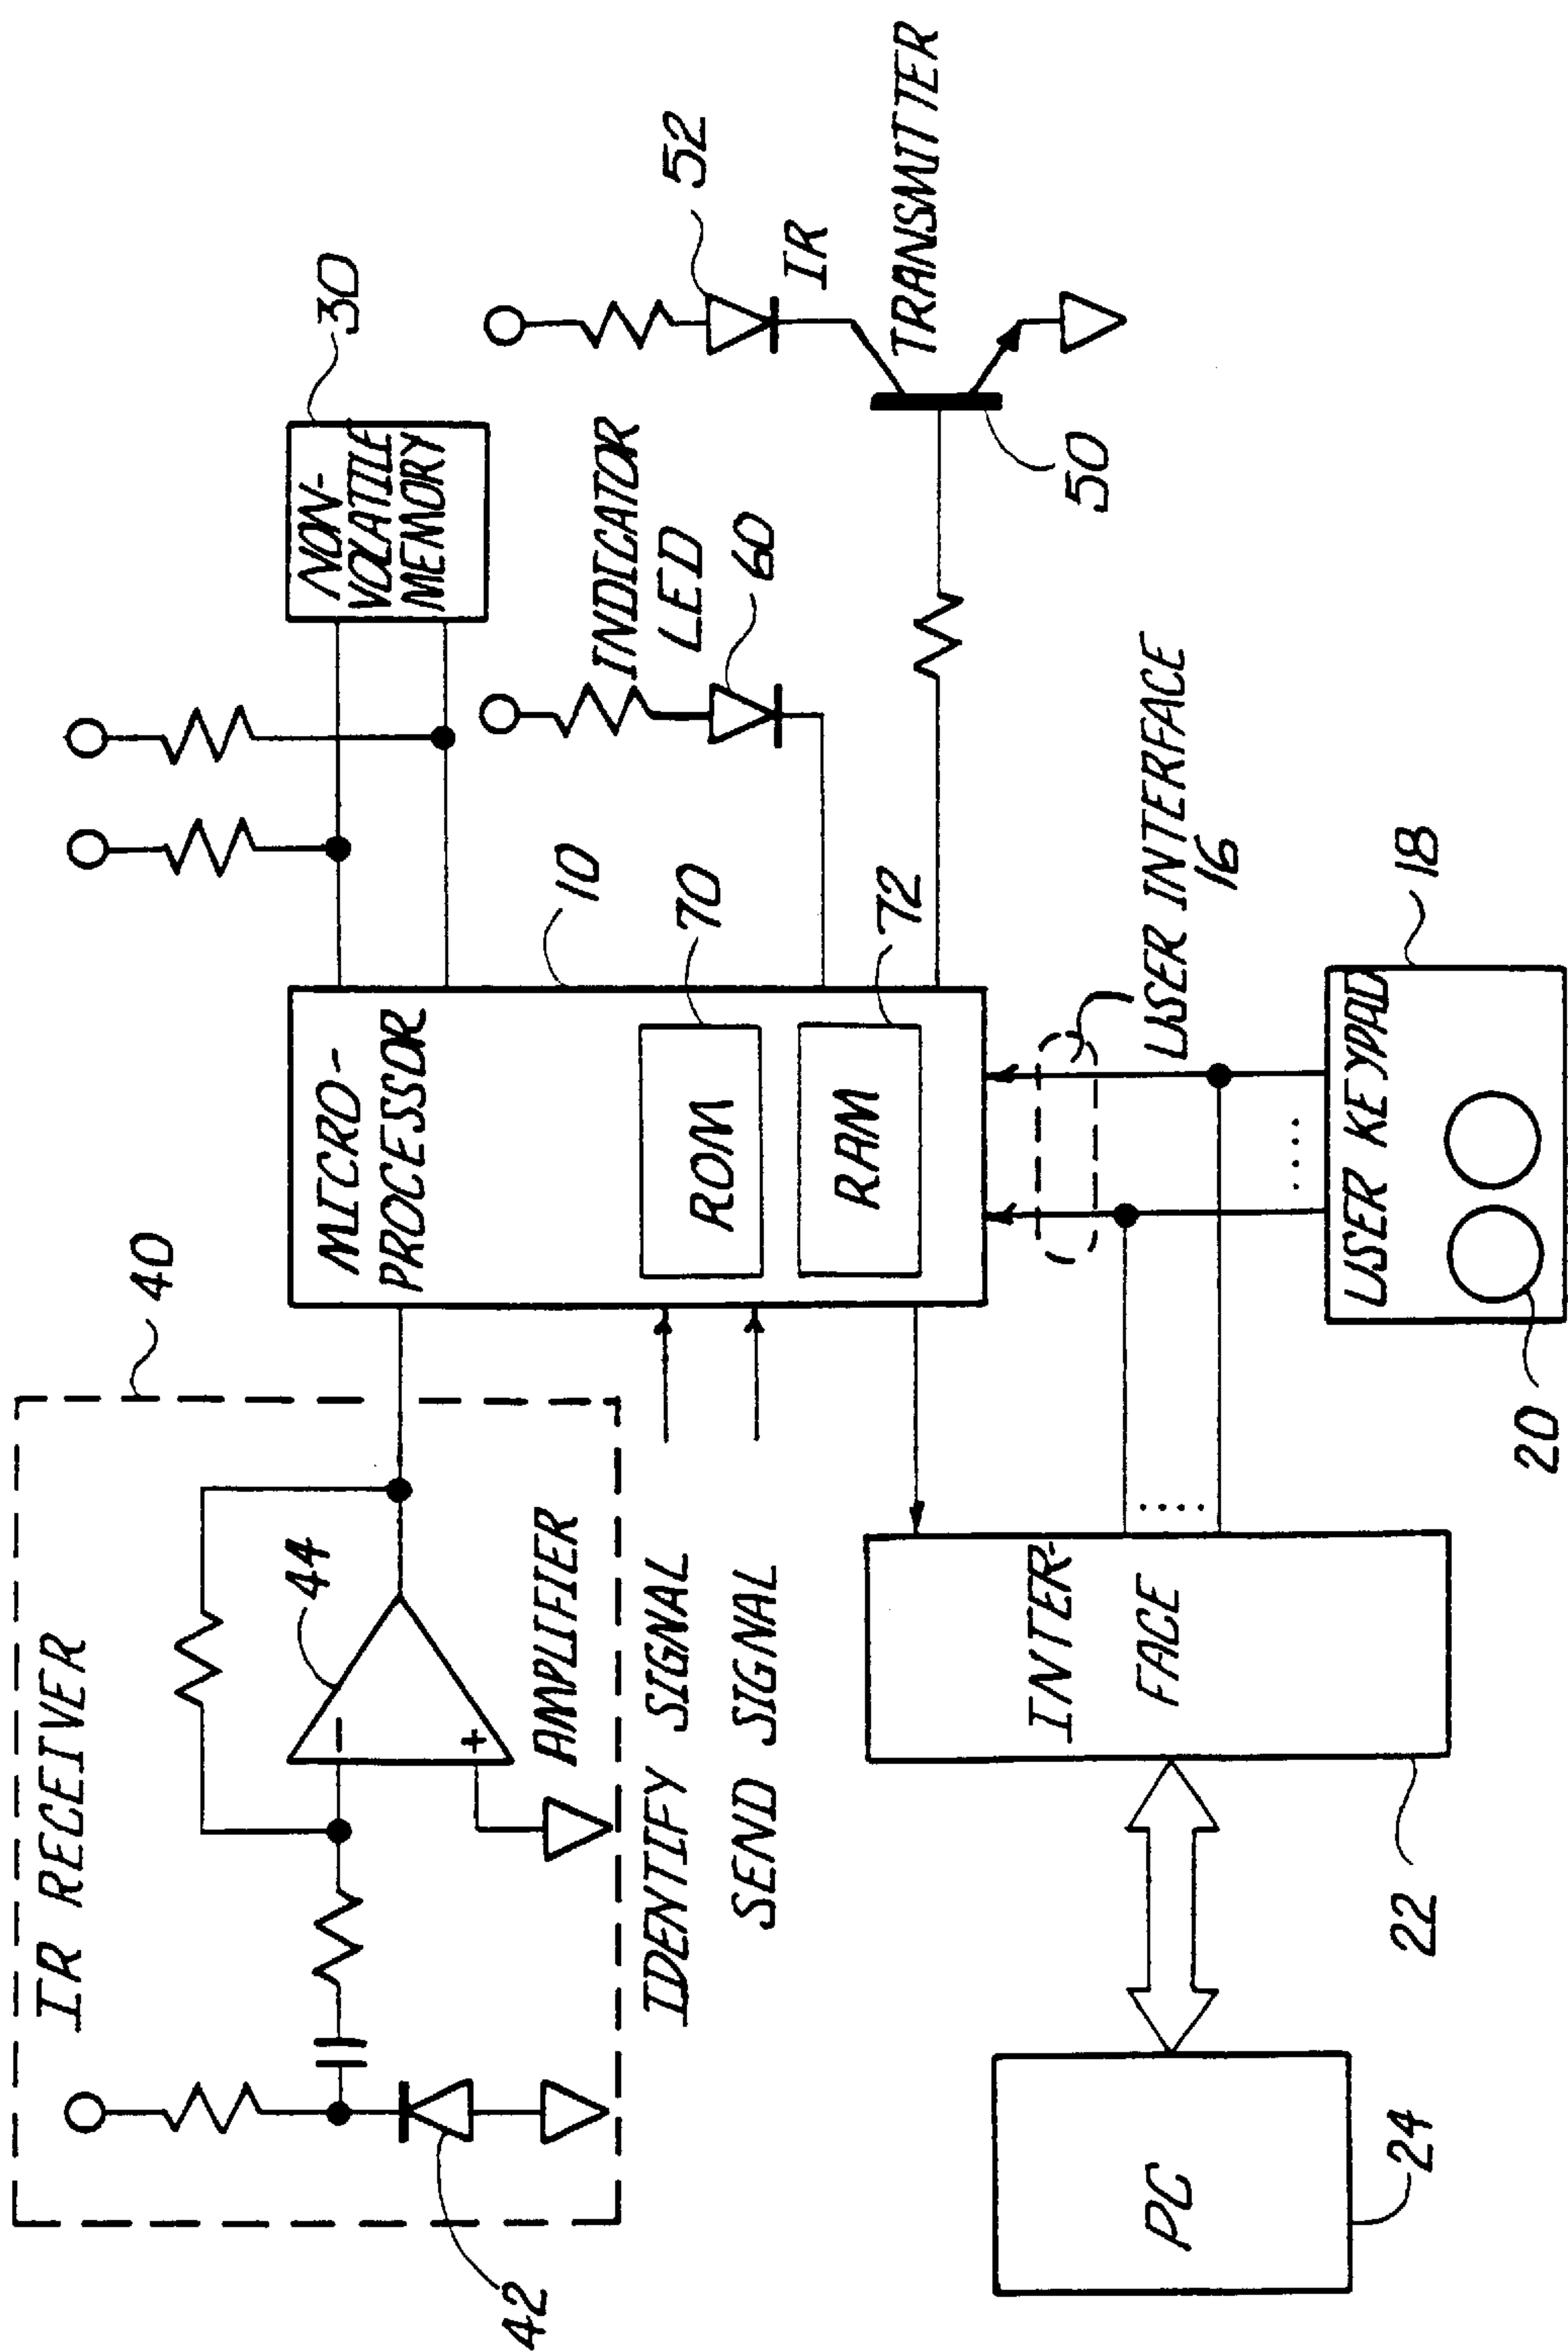 IR RECEIVER
40
44
42
AMPLIFIER
IDENTIFY SIGNAL
SEND SIGNAL
MICRO-
PROCESSOR
10
ROM
70
RAM
72
NON-
VOLATILE
MEMORY
30
INDICATOR
LED
60
52
IR
TRANSMITTER
50
USER INTERFACE
16
USER KEYPAD
18
20
INTER-
FACE
22
PC
24
-
+